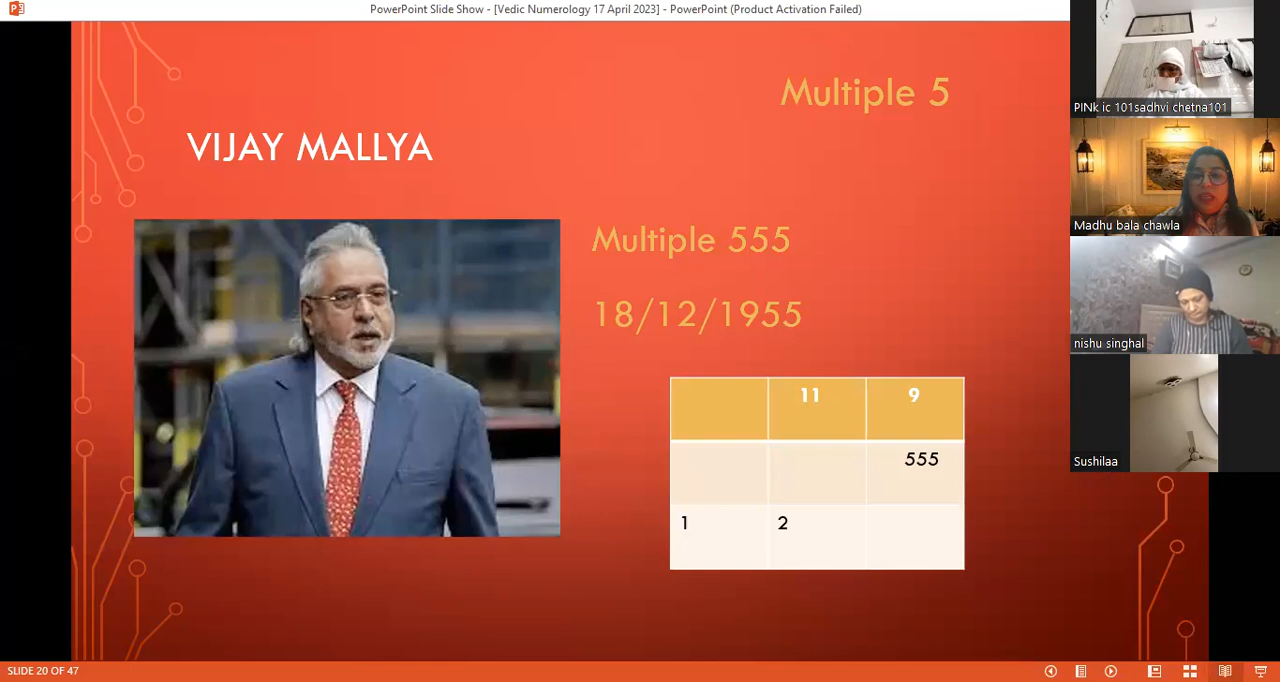 PowerPoint Slide Show - [Vedic Numerology 17 April 2023] - PowerPoint (Product Activation Failed)
Multiple 5
VIJAY MALLYA
Multiple 555
18/12/1955
11 9
555
1 2
PINk ic 101sadhvi chetna101
Madhu bala chawla
nishu singhal
Sushilaa
SLIDE 20 OF 47